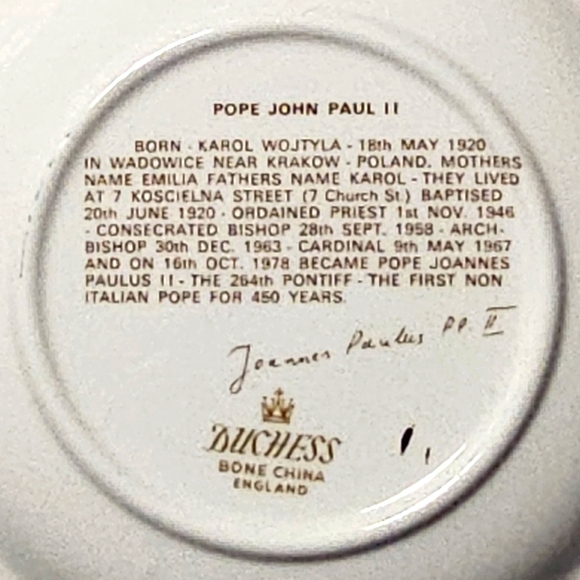 POPE JOHN PAUL II
BORN - KAROL WOJTYLA - 18th MAY 1920
IN WADOWICE NEAR KRAKOW - POLAND. MOTHERS
NAME EMILIA FATHERS NAME KAROL - THEY LIVED
AT 7 KOSCIELNA STREET (7 Church St.) BAPTISED
20th JUNE 1920 - ORDAINED PRIEST 1st NOV. 1946
- CONSECRATED BISHOP 28th SEPT. 1958 - ARCH-
BISHOP 30th DEC. 1963 - CARDINAL 9th MAY 1967
AND ON 16th OCT. 1978 BECAME POPE JOANNES
PAULUS II - THE 264th PONTIFF - THE FIRST NON
ITALIAN POPE FOR 450 YEARS.
Joannes Paulus PP. II
DUCHESS
BONE CHINA
ENGLAND